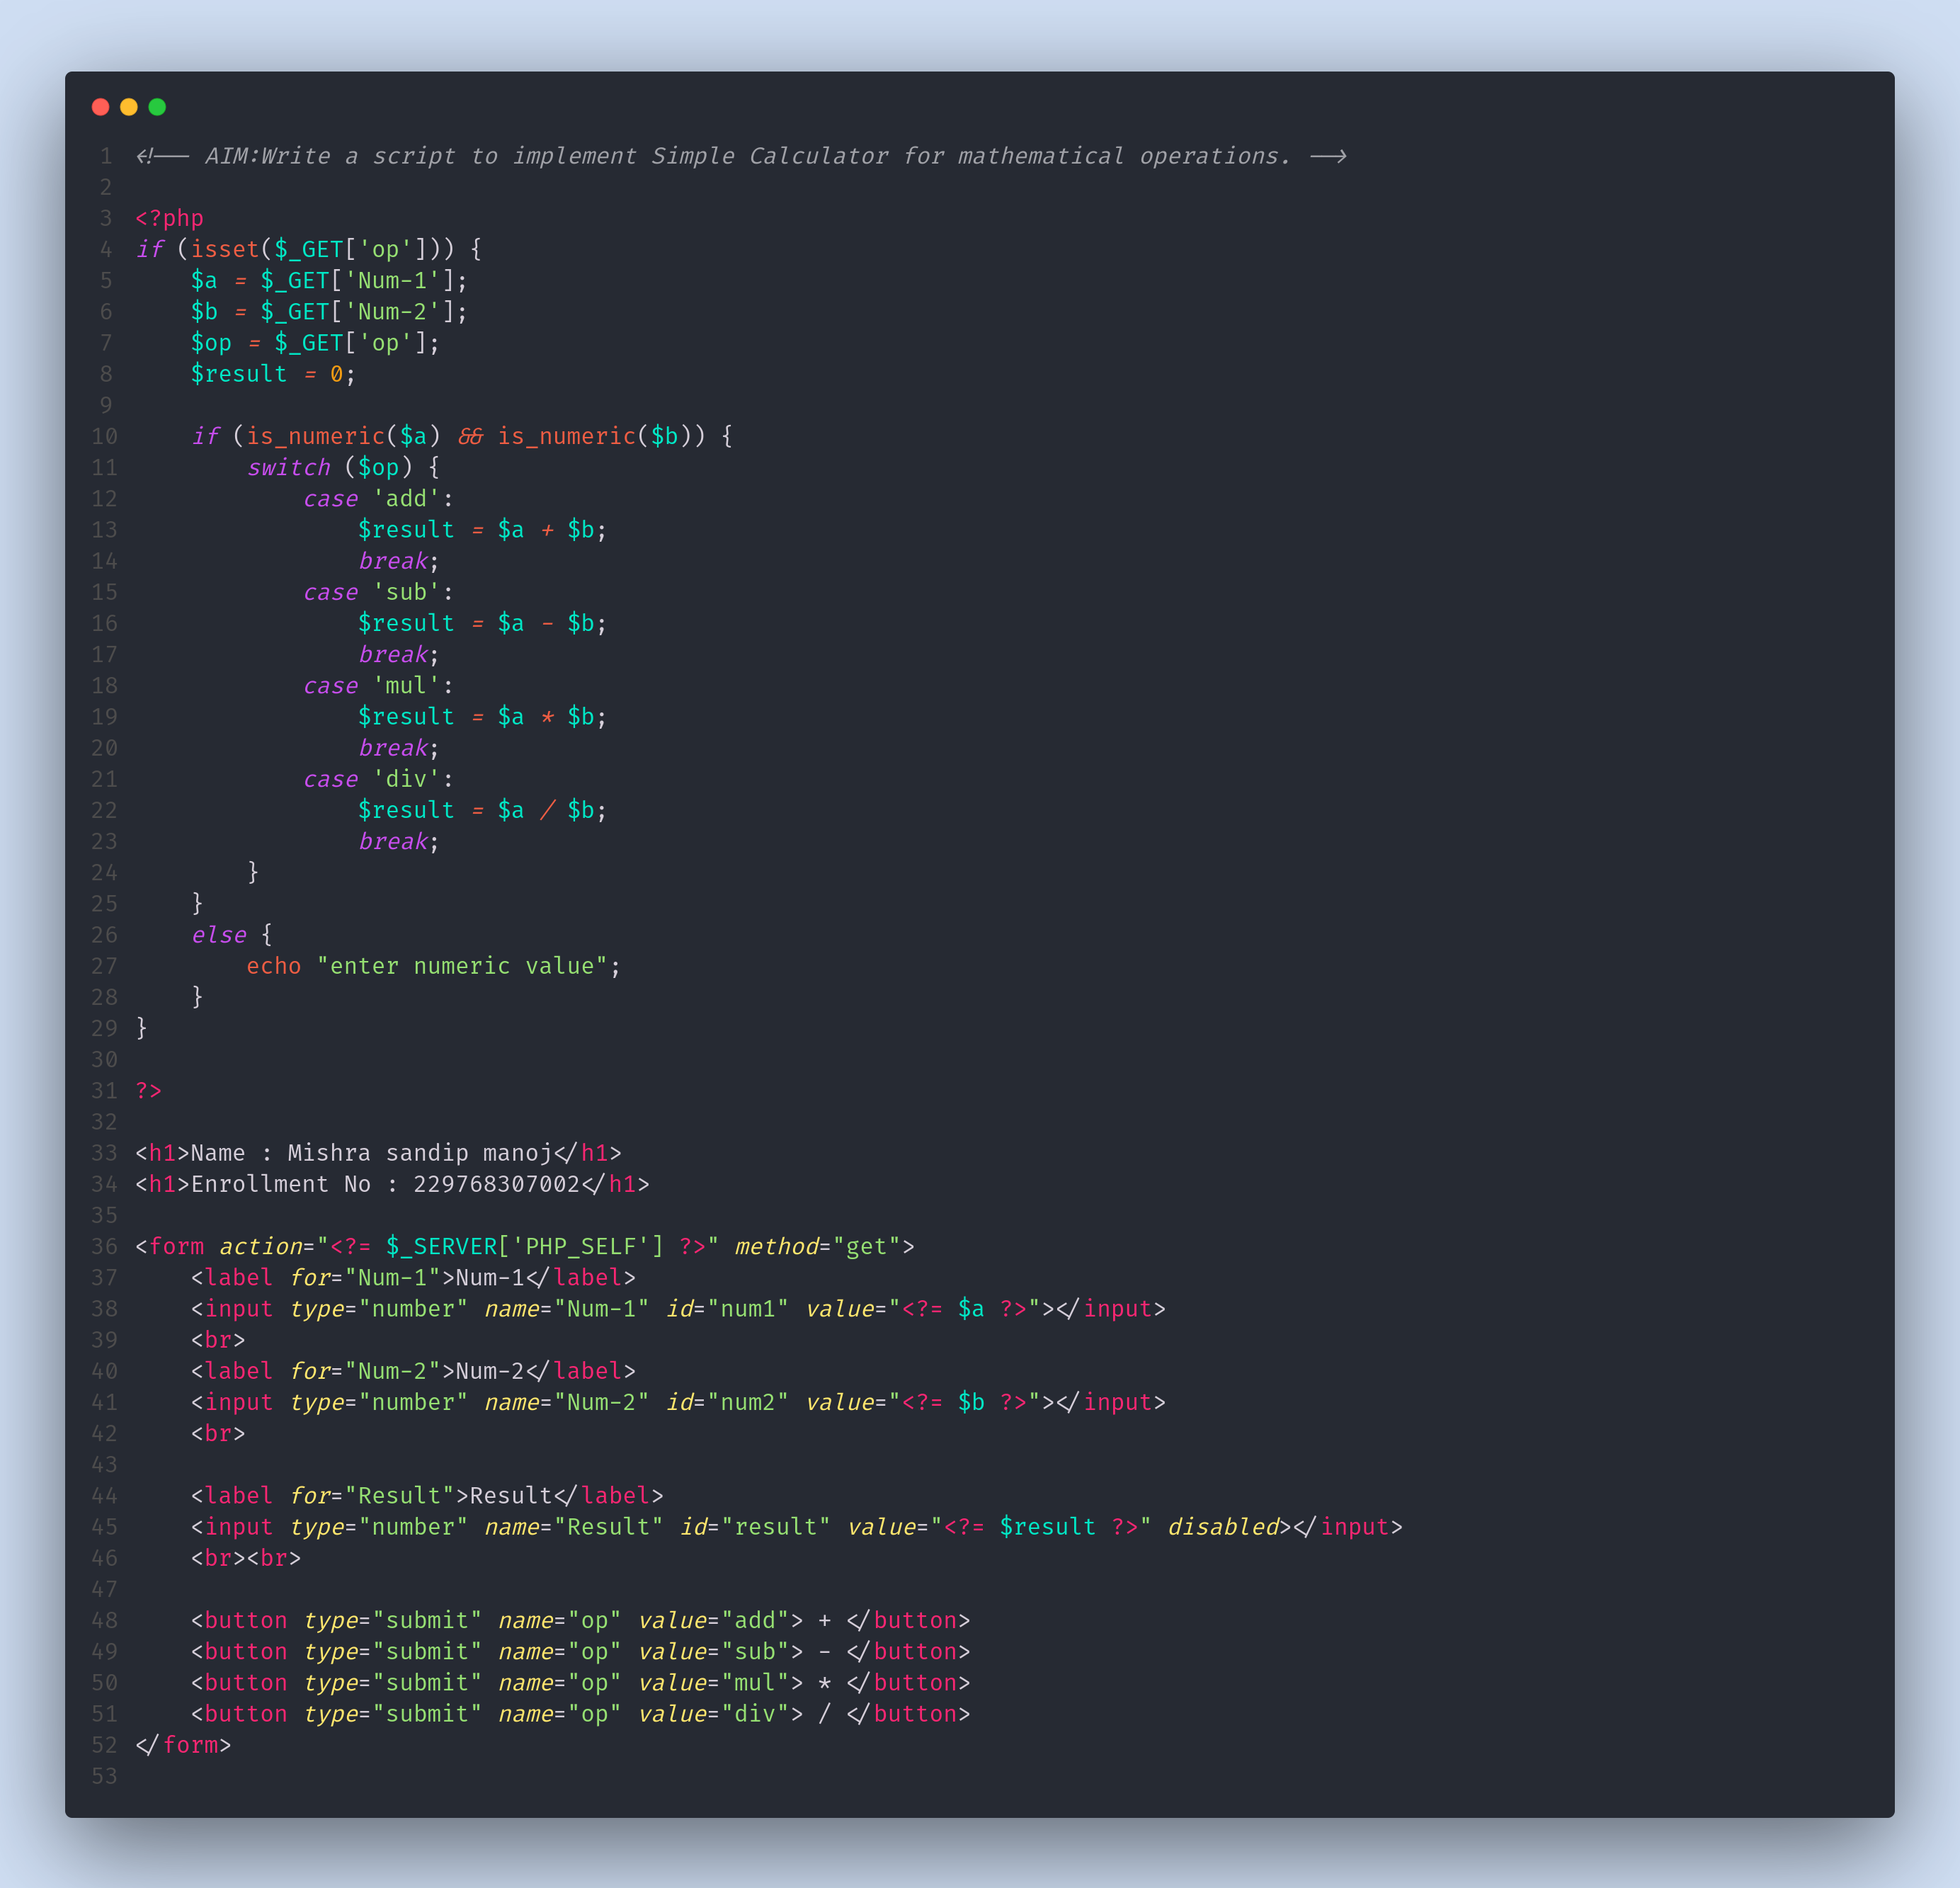 1 <!-- AIM:Write a script to implement Simple Calculator for mathematical operations. -->
2
3 <?php
4 if (isset($_GET['op'])) {
5     $a = $_GET['Num-1'];
6     $b = $_GET['Num-2'];
7     $op = $_GET['op'];
8     $result = 0;
9
10     if (is_numeric($a) && is_numeric($b)) {
11         switch ($op) {
12             case 'add':
13                 $result = $a + $b;
14                 break;
15             case 'sub':
16                 $result = $a - $b;
17                 break;
18             case 'mul':
19                 $result = $a * $b;
20                 break;
21             case 'div':
22                 $result = $a / $b;
23                 break;
24         }
25     }
26     else {
27         echo "enter numeric value";
28     }
29 }
30
31 ?>
32
33 <h1>Name : Mishra sandip manoj</h1>
34 <h1>Enrollment No : 229768307002</h1>
35
36 <form action="<?= $_SERVER['PHP_SELF'] ?>" method="get">
37     <label for="Num-1">Num-1</label>
38     <input type="number" name="Num-1" id="num1" value="<?= $a ?>"></input>
39     <br>
40     <label for="Num-2">Num-2</label>
41     <input type="number" name="Num-2" id="num2" value="<?= $b ?>"></input>
42     <br>
43
44     <label for="Result">Result</label>
45     <input type="number" name="Result" id="result" value="<?= $result ?>" disabled></input>
46     <br><br>
47
48     <button type="submit" name="op" value="add"> + </button>
49     <button type="submit" name="op" value="sub"> - </button>
50     <button type="submit" name="op" value="mul"> * </button>
51     <button type="submit" name="op" value="div"> / </button>
52 </form>
53